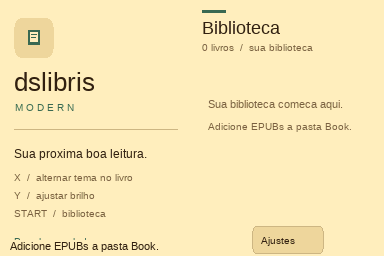 dslibris
MODERN
Sua proxima boa leitura.
X / alternar tema no livro
Y / ajustar brilho
START / biblioteca
Adicione EPUBs a pasta Book.
Biblioteca
0 livros / sua biblioteca
Sua biblioteca comeca aqui.
Adicione EPUBs a pasta Book.
Ajustes